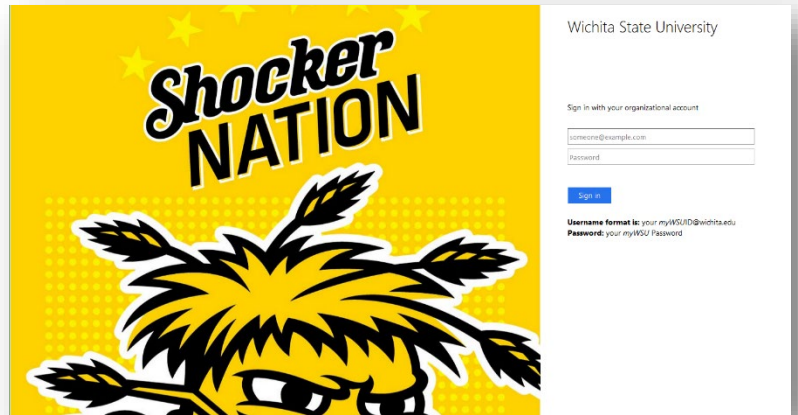 Shocker
NATION
Wichita State University
Sign in with your organizational account
someone@example.com
Password
Sign in
Username format is: your myWSUID@wichita.edu
Password: your myWSU Password